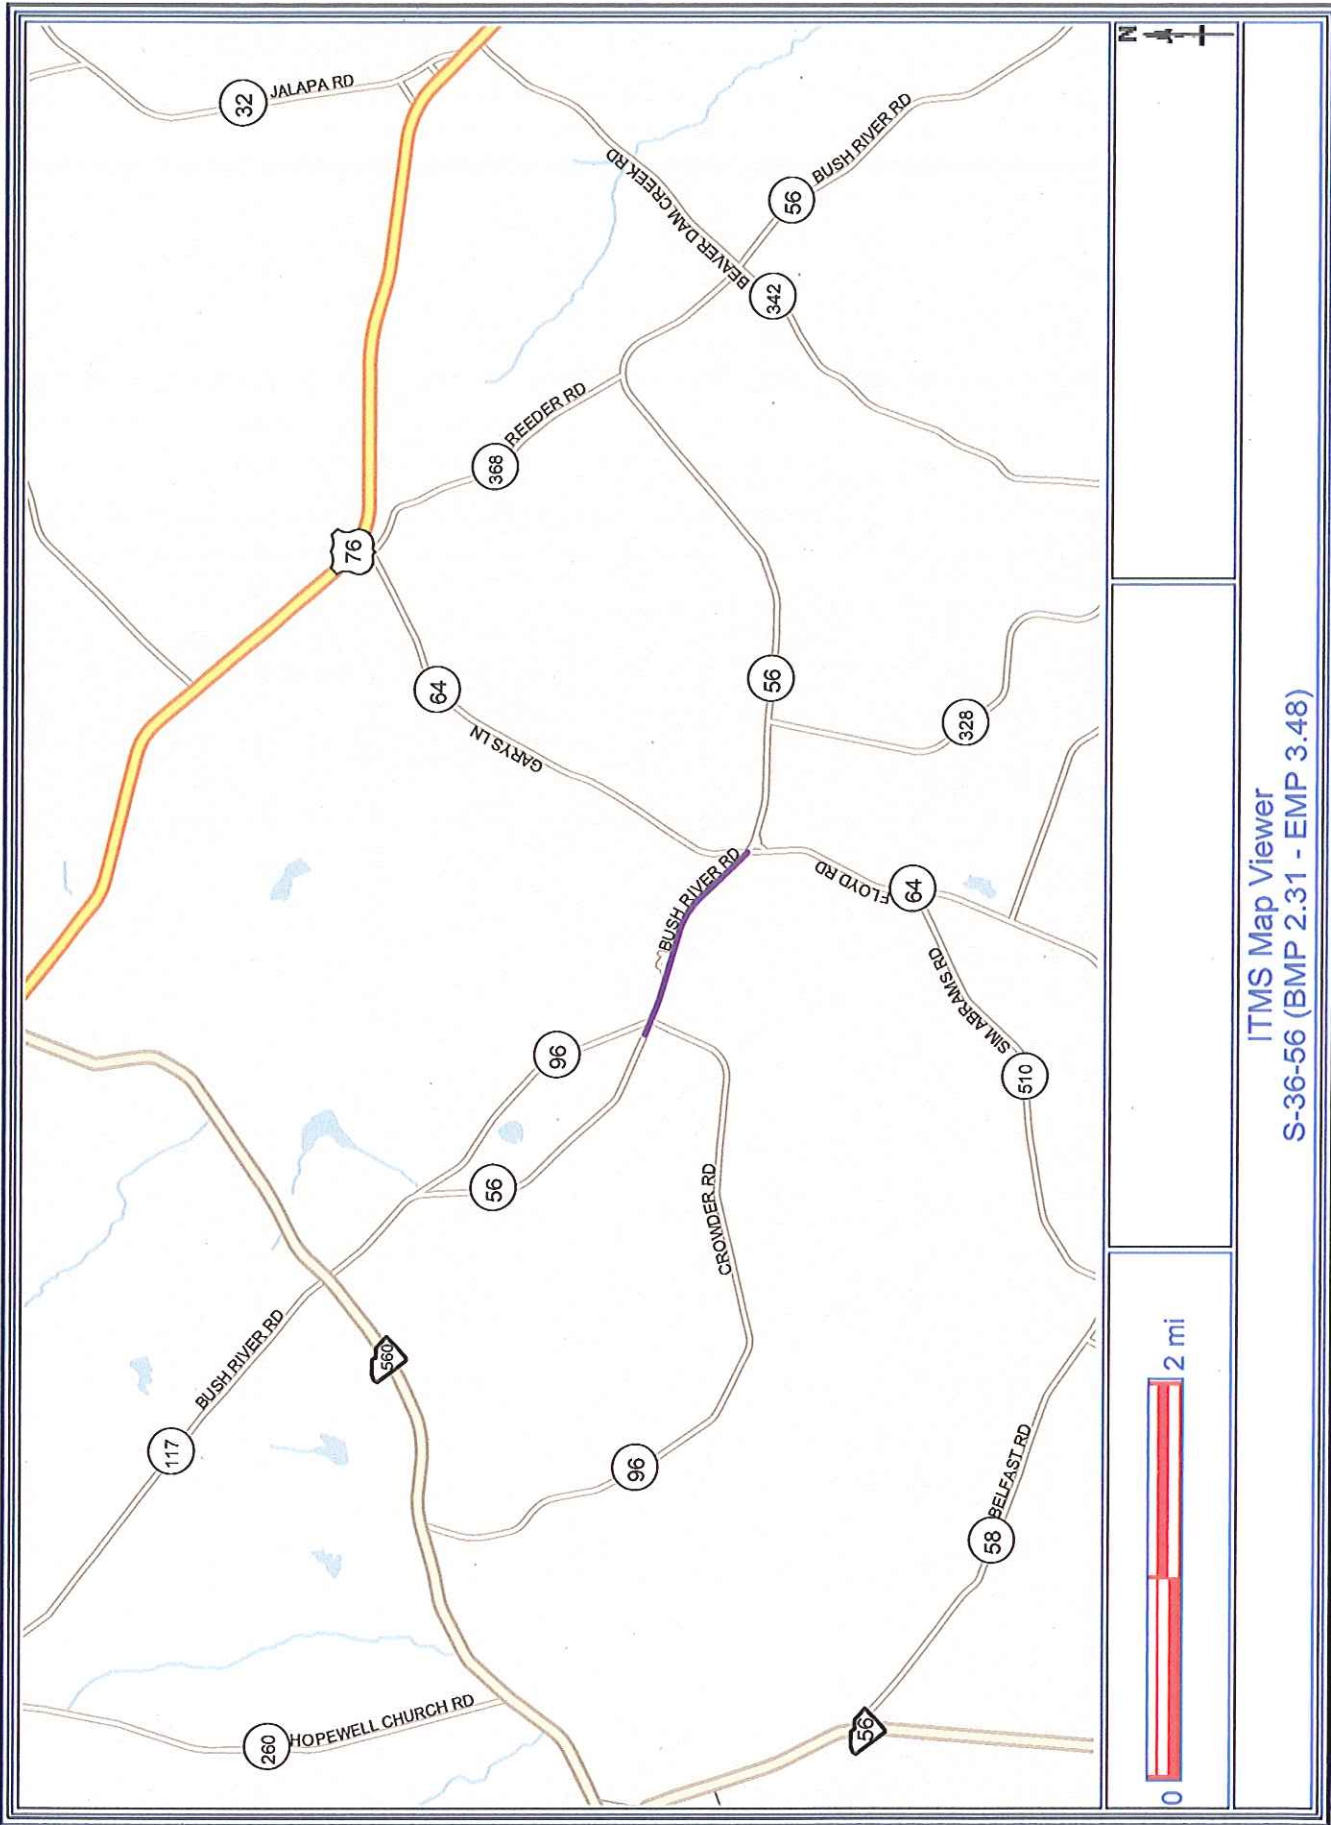 117
BUSH RIVER RD
260
HOPEWELL CHURCH RD
560
56
96
76
64
GARYS LN
368
REEDER RD
32
JALAPA RD
BEAVER DAM CREEK RD
56
BUSH RIVER RD
342
BUSH RIVER RD
56
328
FLOYD RD
64
SIM ABRAMS RD
510
CROWDER RD
96
58
BELFAST RD
56
0
2 mi
N
ITMS Map Viewer
S-36-56 (BMP 2.31 - EMP 3.48)